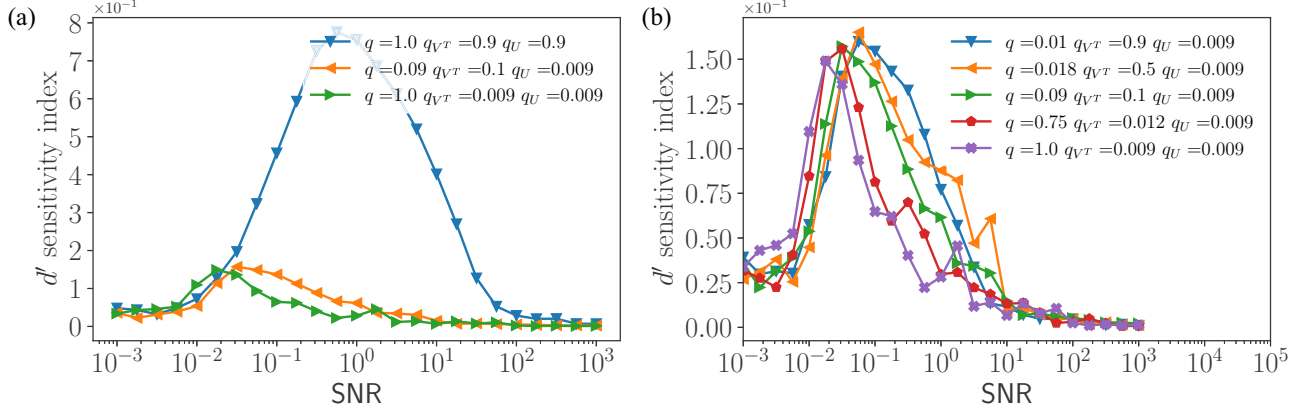 (a)
×10⁻¹
8
7
6
5
4
3
2
1
0
d′ sensitivity index
q =1.0 q_{V^T} =0.9 q_U =0.9
q =0.09 q_{V^T} =0.1 q_U =0.009
q =1.0 q_{V^T} =0.009 q_U =0.009
10⁻³ 10⁻² 10⁻¹ 10⁰ 10¹ 10² 10³
SNR
(b)
×10⁻¹
1.50
1.25
1.00
0.75
0.50
0.25
0.00
d′ sensitivity index
q =0.01 q_{V^T} =0.9 q_U =0.009
q =0.018 q_{V^T} =0.5 q_U =0.009
q =0.09 q_{V^T} =0.1 q_U =0.009
q =0.75 q_{V^T} =0.012 q_U =0.009
q =1.0 q_{V^T} =0.009 q_U =0.009
10⁻³ 10⁻² 10⁻¹ 10⁰ 10¹ 10² 10³ 10⁴ 10⁵
SNR